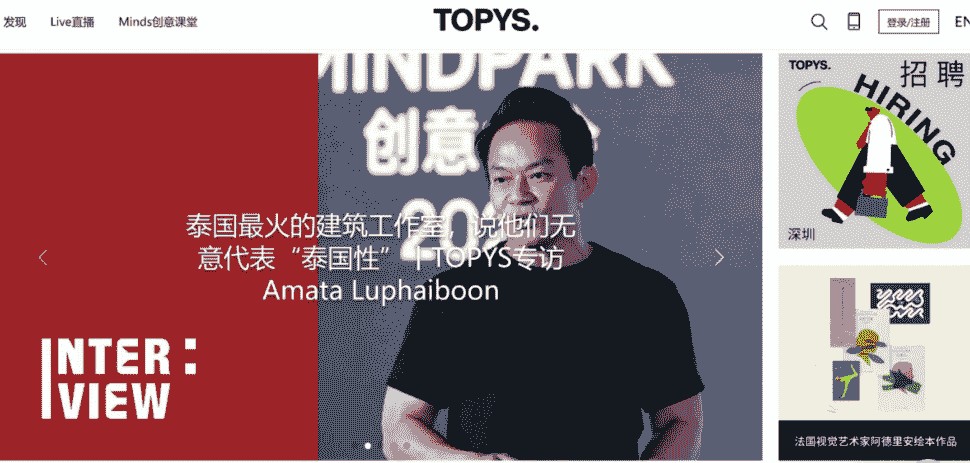 发现 Live直播 Minds创意课堂 TOPYS. 登录/注册 EN
MINDPARK
创意
20
泰国最火的建筑工作室，说他们无
意代表“泰国性”丨TOPYS专访
Amata Luphaiboon
INTER:
VIEW
TOPYS.
招聘
HIRING
深圳
法国视觉艺术家阿德里安绘本作品